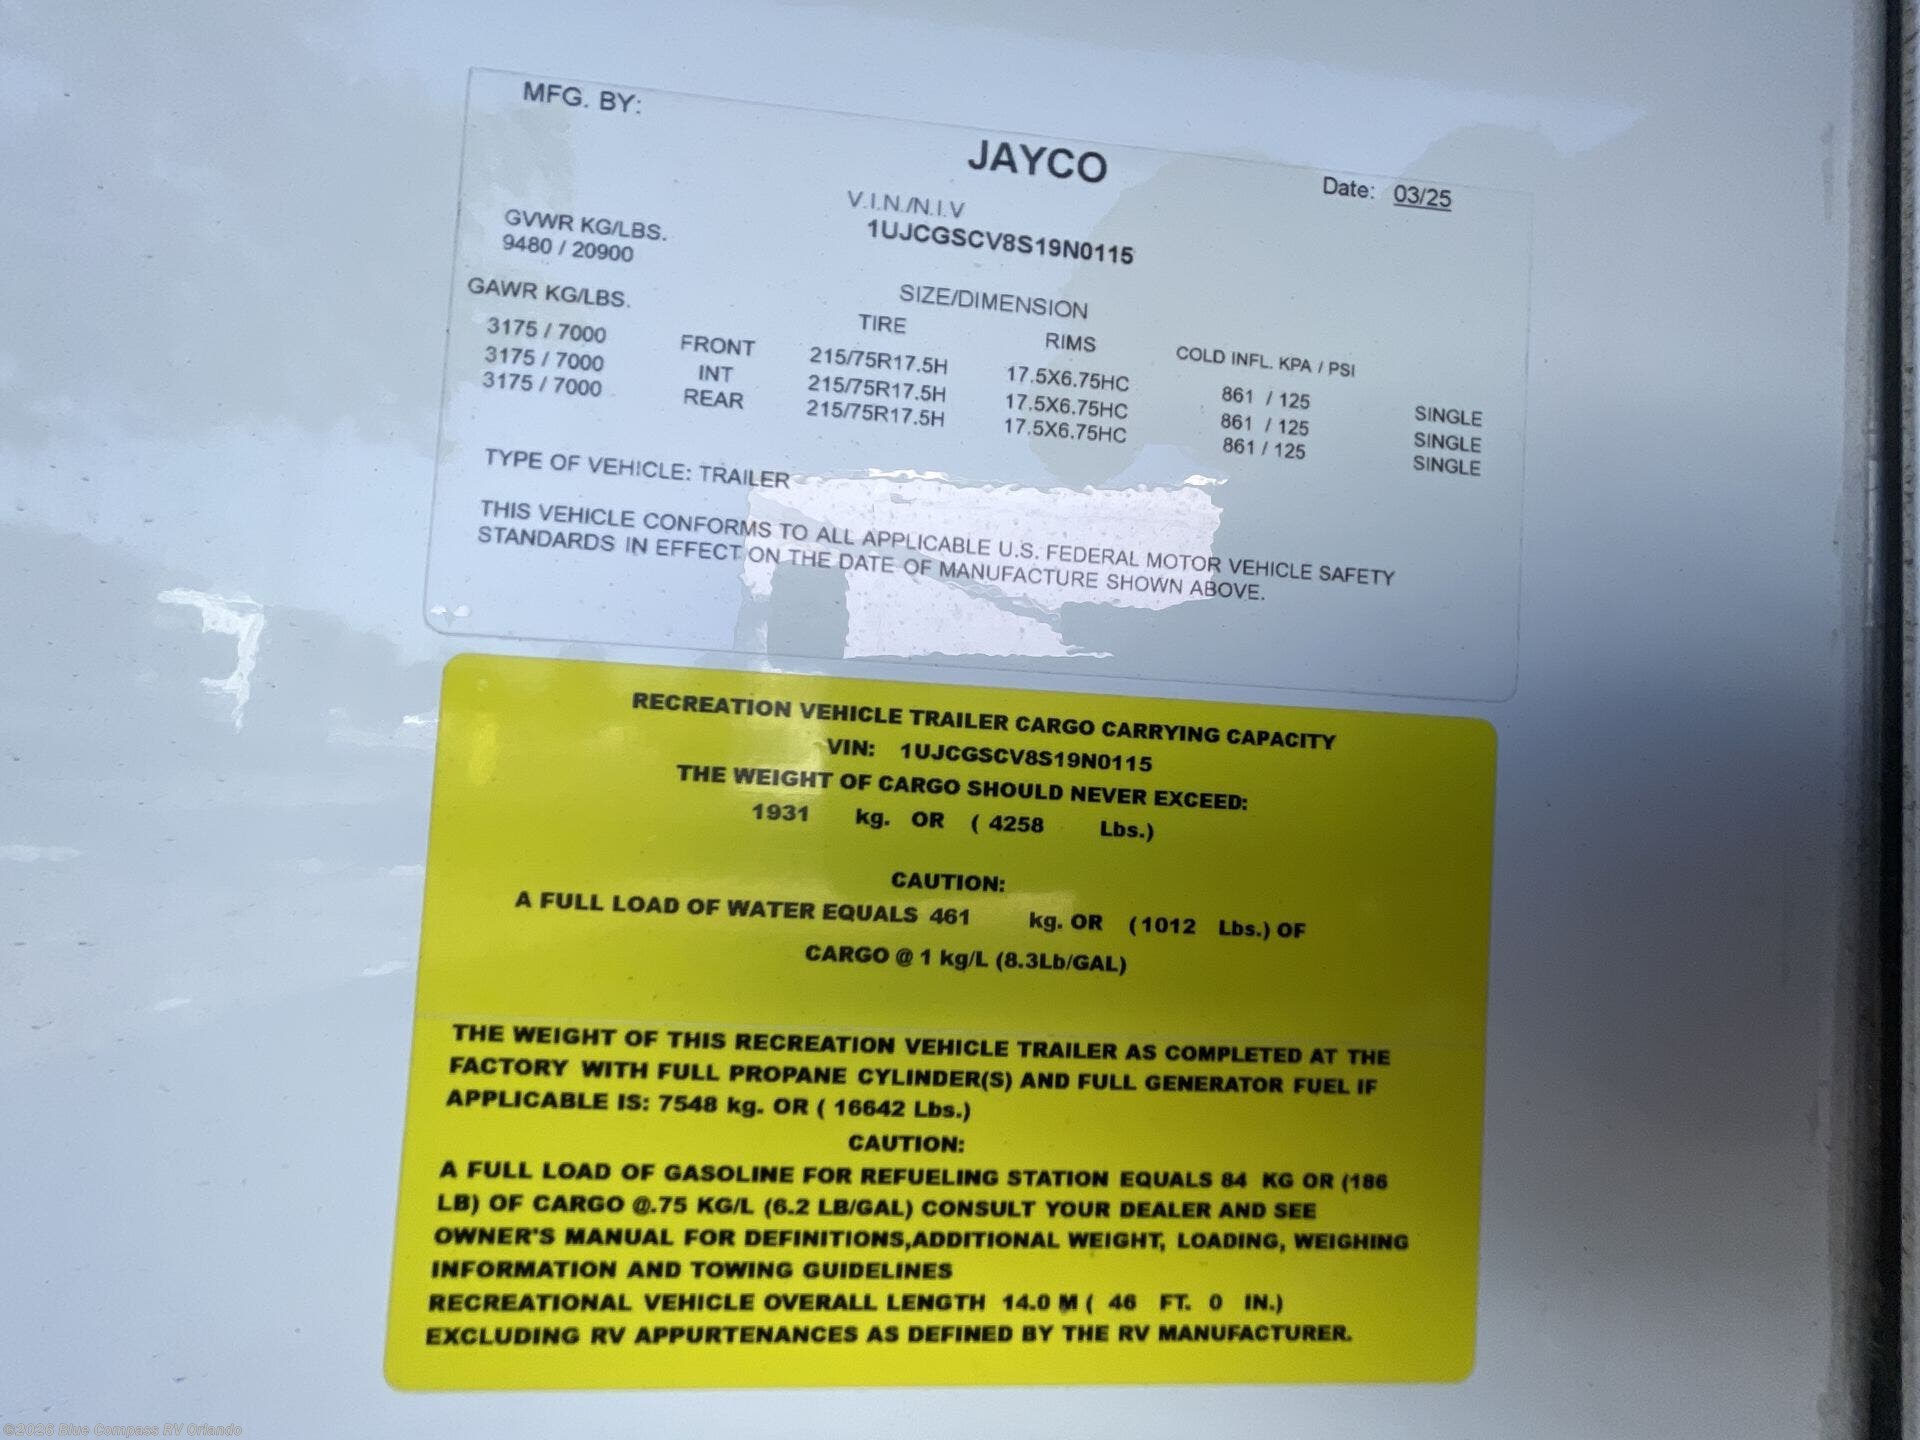 MFG. BY:
JAYCO
Date: 03/25
V.I.N./N.I.V
1UJCGSCV8S19N0115
GVWR KG/LBS.
9480 / 20900
GAWR KG/LBS.
SIZE/DIMENSION
TIRE RIMS COLD INFL. KPA / PSI
3175 / 7000 FRONT 215/75R17.5H 17.5X6.75HC 861 / 125 SINGLE
3175 / 7000 INT 215/75R17.5H 17.5X6.75HC 861 / 125 SINGLE
3175 / 7000 REAR 215/75R17.5H 17.5X6.75HC 861 / 125 SINGLE
TYPE OF VEHICLE: TRAILER
THIS VEHICLE CONFORMS TO ALL APPLICABLE U.S. FEDERAL MOTOR VEHICLE SAFETY
STANDARDS IN EFFECT ON THE DATE OF MANUFACTURE SHOWN ABOVE.
RECREATION VEHICLE TRAILER CARGO CARRYING CAPACITY
VIN: 1UJCGSCV8S19N0115
THE WEIGHT OF CARGO SHOULD NEVER EXCEED:
1931 kg. OR ( 4258 Lbs.)
CAUTION:
A FULL LOAD OF WATER EQUALS 461 kg. OR (1012 Lbs.) OF
CARGO @ 1 kg/L (8.3Lb/GAL)
THE WEIGHT OF THIS RECREATION VEHICLE TRAILER AS COMPLETED AT THE
FACTORY WITH FULL PROPANE CYLINDER(S) AND FULL GENERATOR FUEL IF
APPLICABLE IS: 7548 kg. OR ( 16642 Lbs.)
CAUTION:
A FULL LOAD OF GASOLINE FOR REFUELING STATION EQUALS 84 KG OR (186
LB) OF CARGO @.75 KG/L (6.2 LB/GAL) CONSULT YOUR DEALER AND SEE
OWNER'S MANUAL FOR DEFINITIONS,ADDITIONAL WEIGHT, LOADING, WEIGHING
INFORMATION AND TOWING GUIDELINES
RECREATIONAL VEHICLE OVERALL LENGTH 14.0 M ( 46 FT. 0 IN.)
EXCLUDING RV APPURTENANCES AS DEFINED BY THE RV MANUFACTURER.
©2026 Blue Compass RV Orlando